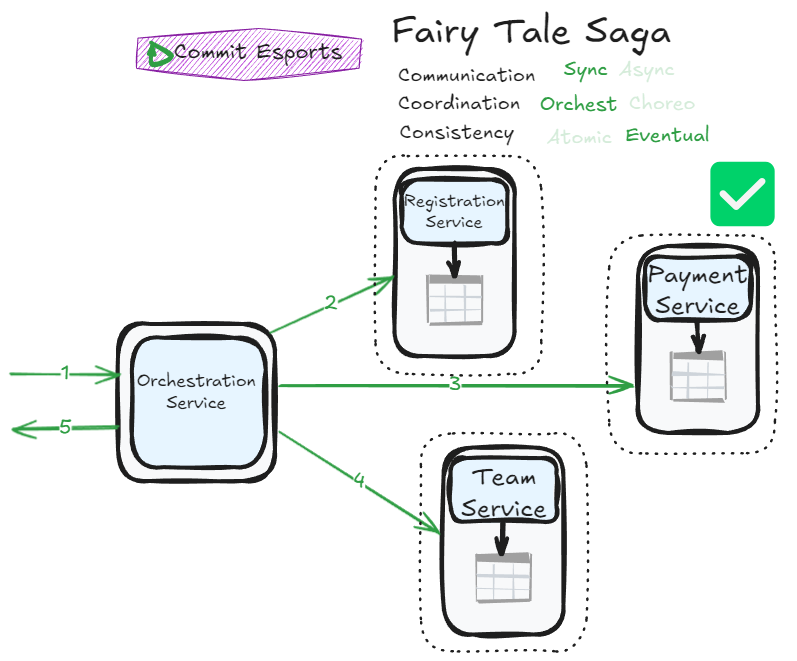 Commit Esports
Fairy Tale Saga
Communication Sync Async
Coordination Orchest Choreo
Consistency Atomic Eventual
Registration
Service
Payment
Service
2
1
Orchestration
Service
3
5
4
Team
Service